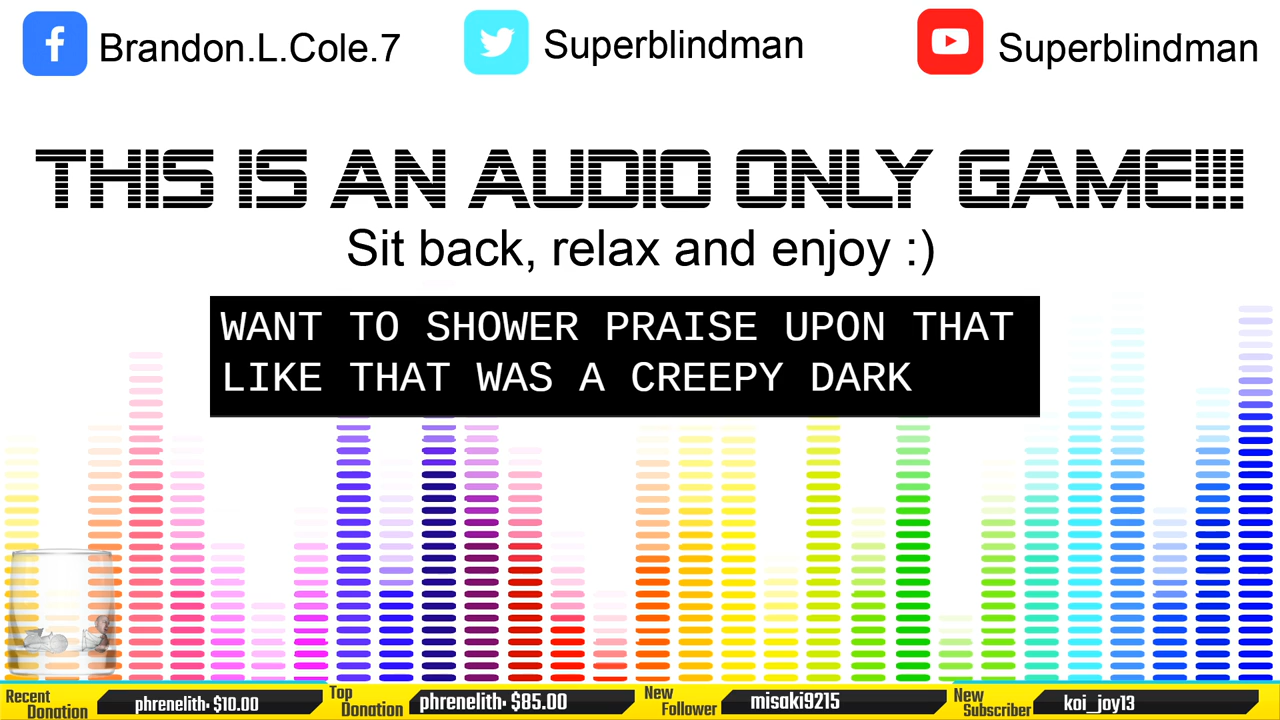 Brandon.L.Cole.7
Superblindman
Superblindman
THIS IS AN AUDIO ONLY GAME!!!
Sit back, relax and enjoy :)
WANT TO SHOWER PRAISE UPON THAT
LIKE THAT WAS A CREEPY DARK
Recent Donation
phrenelith: $10.00
Top Donation
phrenelith: $85.00
New Follower
misaki9215
New Subscriber
koi_joy13